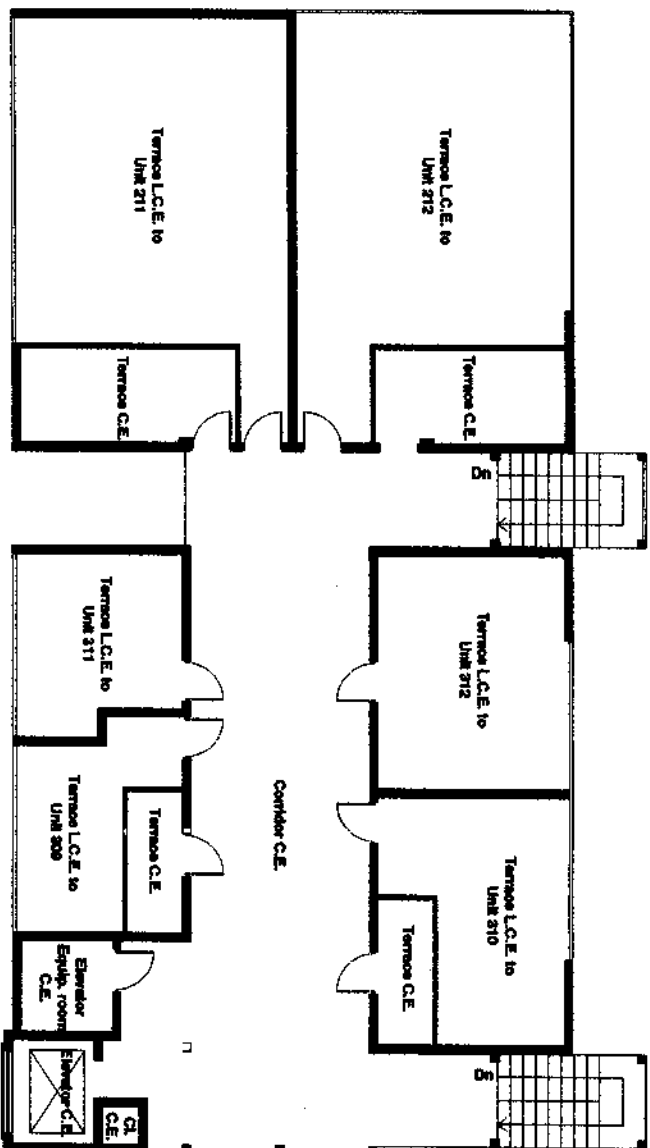 Terrace L.C.E. to
Unit 212
Terrace L.C.E. to
Unit 211
Terrace C.E.
Terrace C.E.
Dn
Terrace L.C.E. to
Unit 312
Terrace L.C.E. to
Unit 311
Corridor C.E.
Terrace L.C.E. to
Unit 310
Terrace L.C.E. to
Unit 309
Terrace C.E.
Terrace C.E.
Elevator
Equip. room
C.E.
Elevator C.E.
Cl.
C.E.
Dn